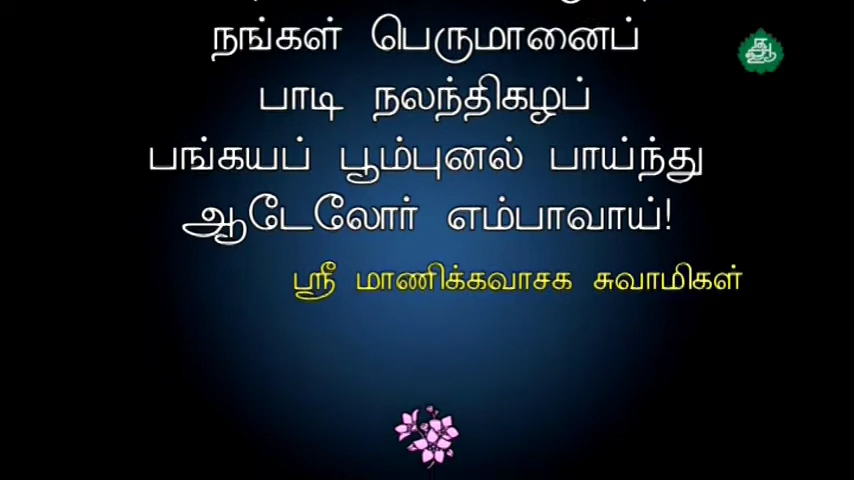 நங்கள் பெருமானைப்
பாடி நலந்திகழப்
பங்கயப் பூம்புனல் பாய்ந்து
ஆடேலோர் எம்பாவாய்!
ஸ்ரீ மாணிக்கவாசக சுவாமிகள்